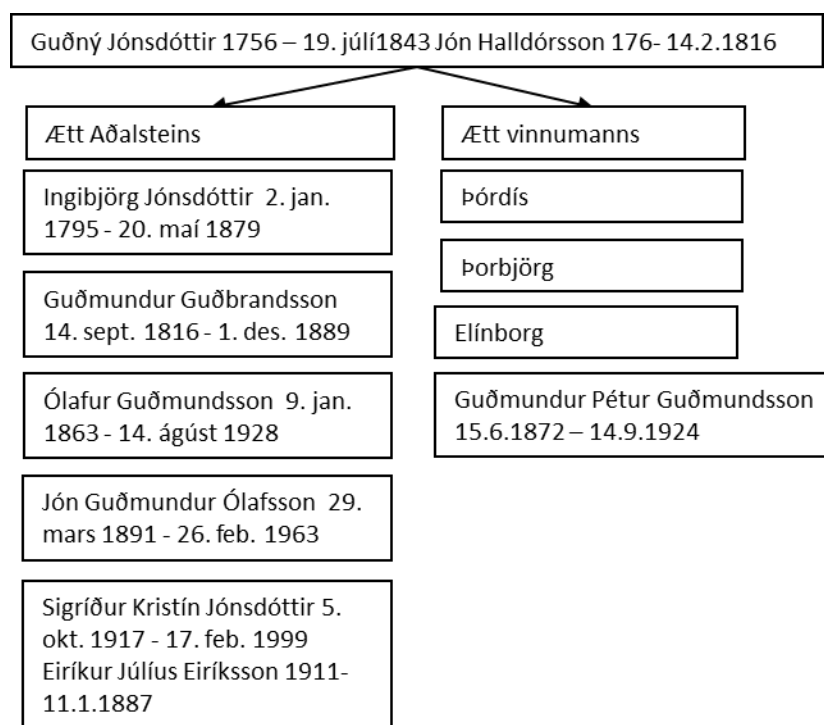 Guðný Jónsdóttir 1756 – 19. júlí1843 Jón Halldórsson 176- 14.2.1816
Ætt Aðalsteins
Ingibjörg Jónsdóttir  2. jan.
1795 - 20. maí 1879
Guðmundur Guðbrandsson
14. sept. 1816 - 1. des. 1889
Ólafur Guðmundsson  9. jan.
1863 - 14. ágúst 1928
Jón Guðmundur Ólafsson  29.
mars 1891 - 26. feb. 1963
Sigríður Kristín Jónsdóttir 5.
okt. 1917 - 17. feb. 1999
Eiríkur Júlíus Eiríksson 1911-
11.1.1887
Ætt vinnumanns
Þórdís
Þorbjörg
Elínborg
Guðmundur Pétur Guðmundsson
15.6.1872 – 14.9.1924